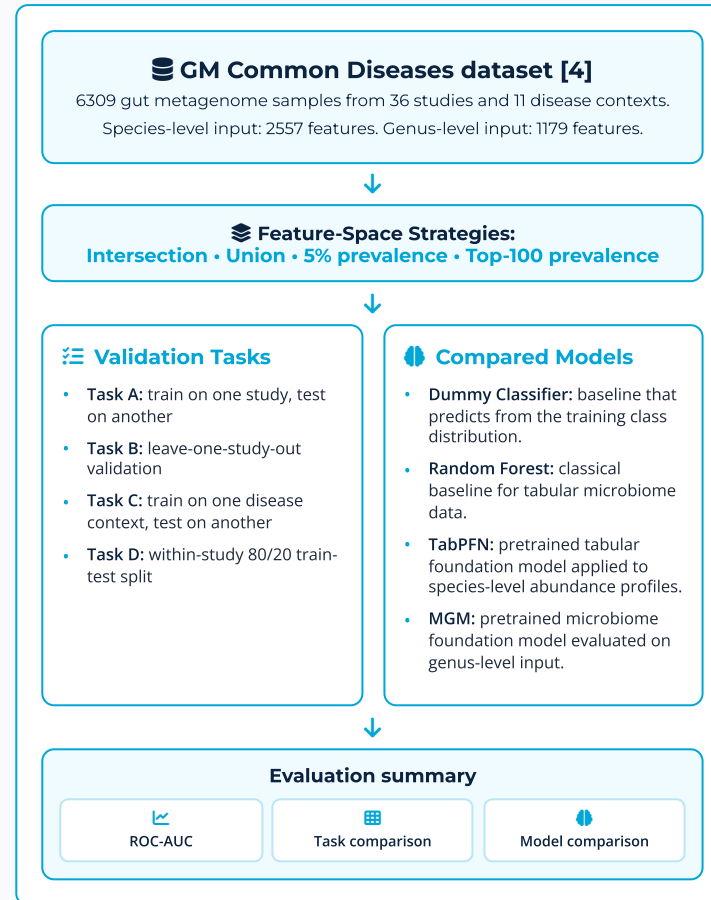 GM Common Diseases dataset [4]
6309 gut metagenome samples from 36 studies and 11 disease contexts.
Species-level input: 2557 features. Genus-level input: 1179 features.
Feature-Space Strategies:
Intersection • Union • 5% prevalence • Top-100 prevalence
Validation Tasks
• Task A: train on one study, test
on another
• Task B: leave-one-study-out
validation
• Task C: train on one disease
context, test on another
• Task D: within-study 80/20 train-
test split
Compared Models
• Dummy Classifier: baseline that
predicts from the training class
distribution.
• Random Forest: classical
baseline for tabular microbiome
data.
• TabPFN: pretrained tabular
foundation model applied to
species-level abundance profiles.
• MGM: pretrained microbiome
foundation model evaluated on
genus-level input.
Evaluation summary
ROC-AUC
Task comparison
Model comparison